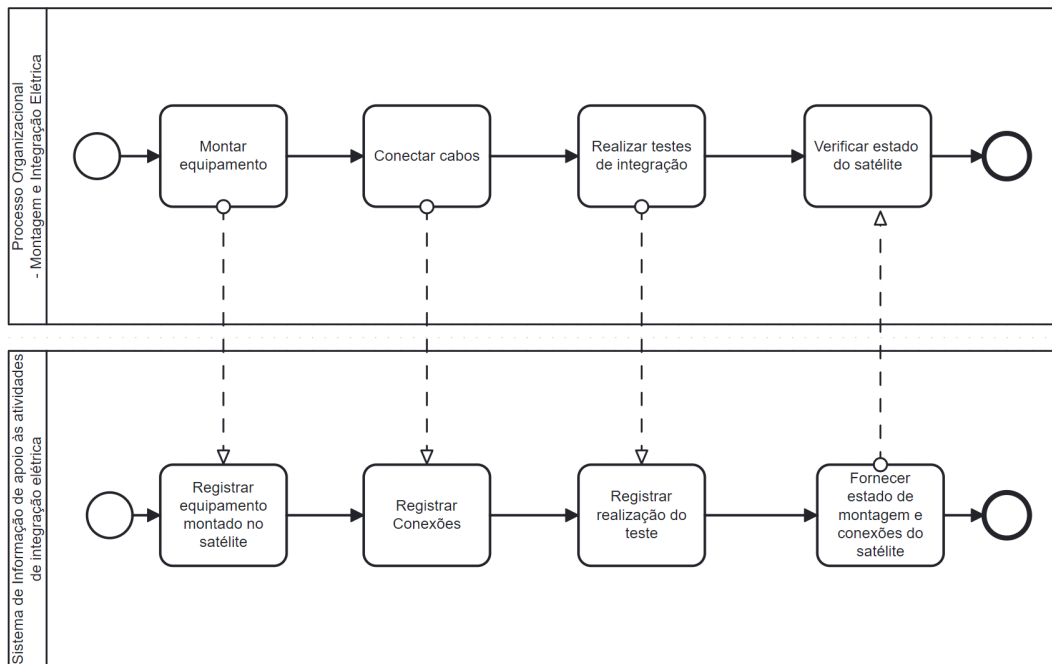 Processo Organizacional
- Montagem e Integração Elétrica
Montar
equipamento
Conectar cabos
Realizar testes
de integração
Verificar estado
do satélite
Sistema de Informação de apoio às atividades
de integração elétrica
Registrar
equipamento
montado no
satélite
Registrar
Conexões
Registrar
realização do
teste
Fornecer
estado de
montagem e
conexões do
satélite